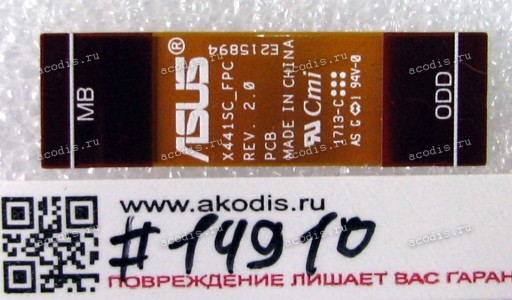 MB
ASUS®
X441SC_FPC
E215894
REV. 2.0
PCB
MADE IN CHINA
Cmi
1713-C
AS G 1 94V-0
ODD
www.akodis.ru
#14910
ПОВРЕЖДЕНИЕ ЛИШАЕТ ВАС ГАРАН